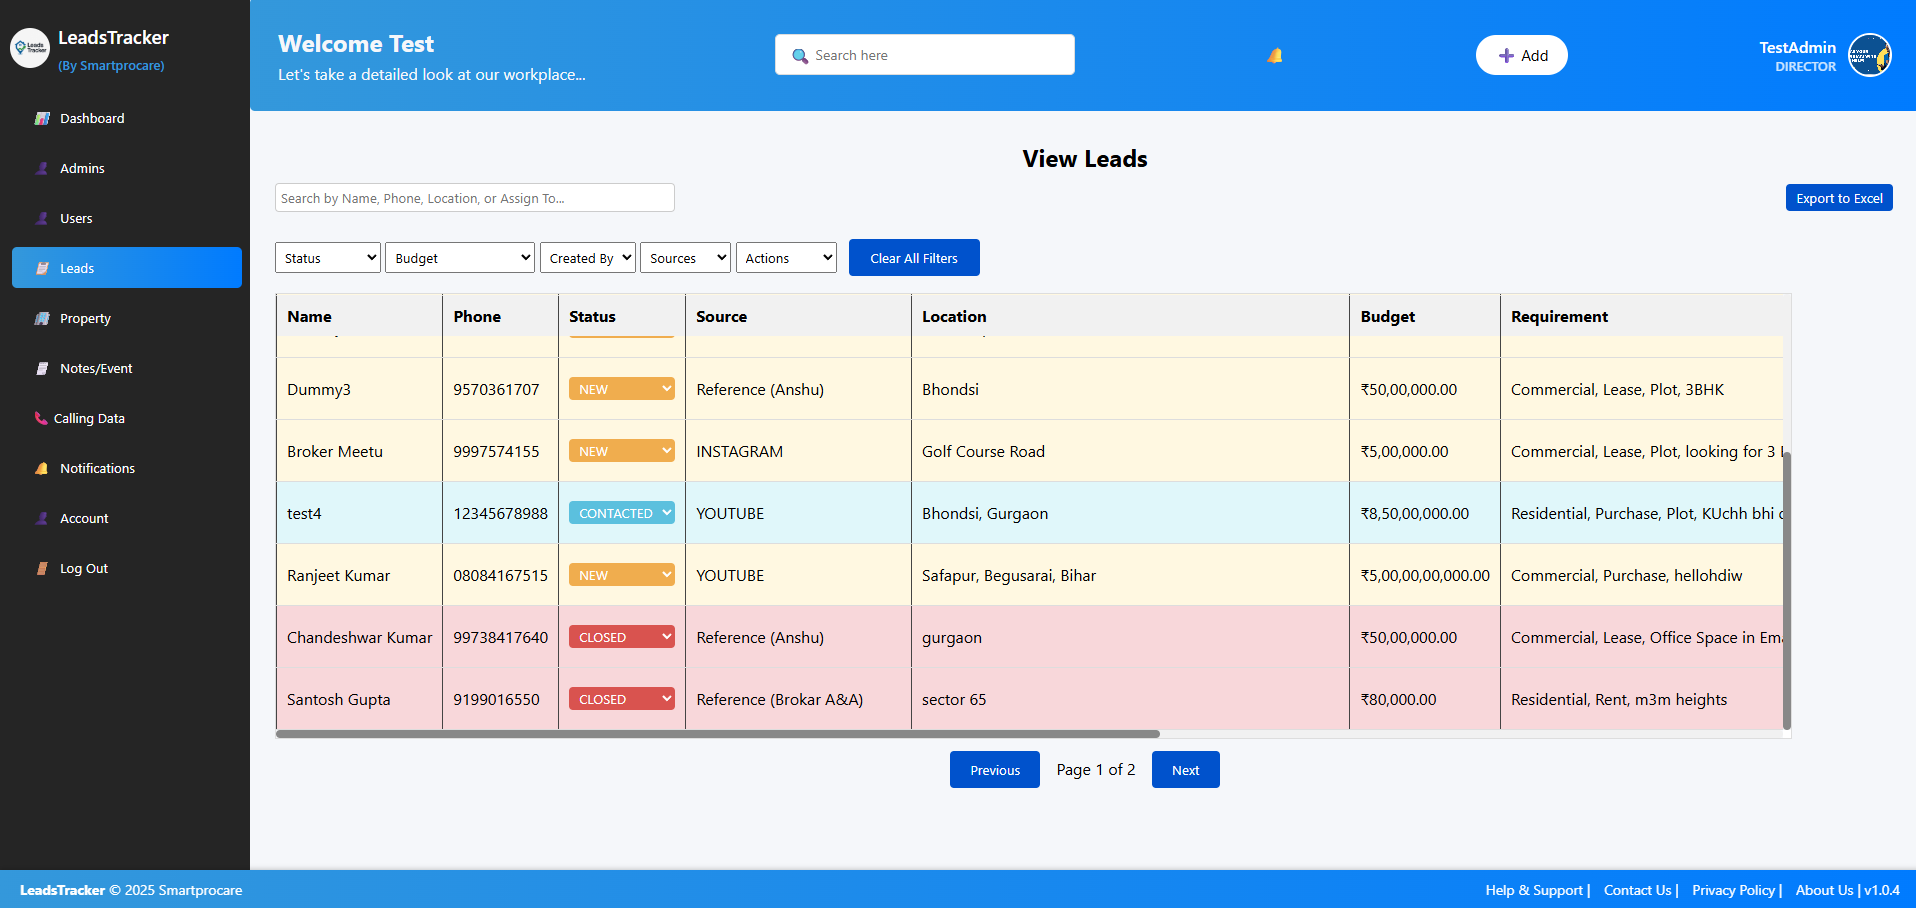 LeadsTracker
(By Smartprocare)
Dashboard
Admins
Users
Leads
Property
Notes/Event
Calling Data
Notifications
Account
Log Out
Welcome Test
Let's take a detailed look at our workplace...
Search here
Add
TestAdmin
DIRECTOR
View Leads
Search by Name, Phone, Location, or Assign To...
Export to Excel
Status Budget Created By Sources Actions Clear All Filters
Name Phone Status Source Location Budget Requirement
Dummy3 9570361707 NEW Reference (Anshu) Bhondsi ₹50,00,000.00 Commercial, Lease, Plot, 3BHK
Broker Meetu 9997574155 NEW INSTAGRAM Golf Course Road ₹5,00,000.00 Commercial, Lease, Plot, looking for 3
test4 12345678988 CONTACTED YOUTUBE Bhondsi, Gurgaon ₹8,50,00,000.00 Residential, Purchase, Plot, KUchh bhi
Ranjeet Kumar 08084167515 NEW YOUTUBE Safapur, Begusarai, Bihar ₹5,00,00,00,000.00 Commercial, Purchase, hellohdiw
Chandeshwar Kumar 99738417640 CLOSED Reference (Anshu) gurgaon ₹50,00,000.00 Commercial, Lease, Office Space in
Santosh Gupta 9199016550 CLOSED Reference (Brokar A&A) sector 65 ₹80,000.00 Residential, Rent, m3m heights
Previous Page 1 of 2 Next
LeadsTracker © 2025 Smartprocare
Help & Support | Contact Us | Privacy Policy | About Us | v1.0.4